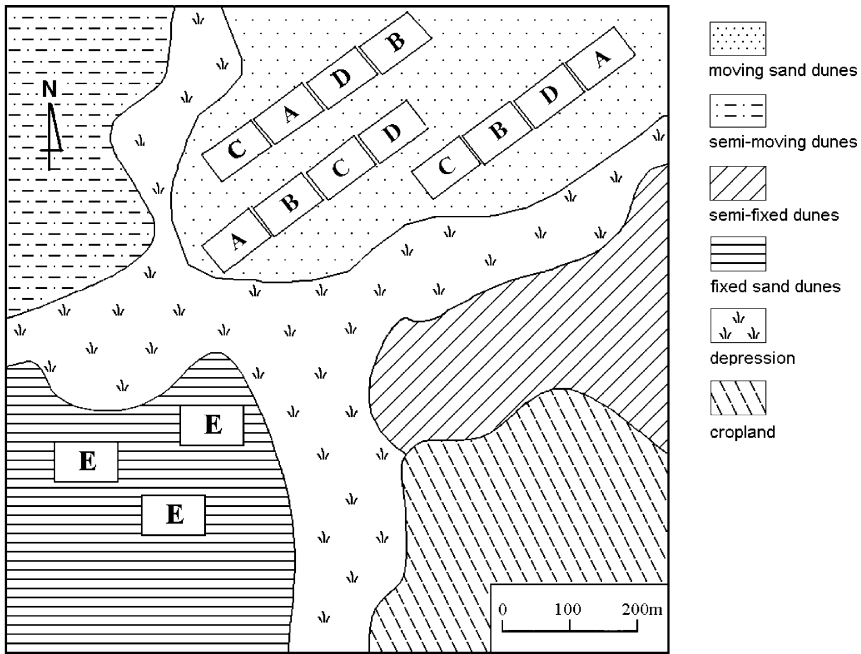 N
C A D B
A B C D
C B D A
E
E
E
0 100 200m
moving sand dunes
semi-moving dunes
semi-fixed dunes
fixed sand dunes
depression
cropland